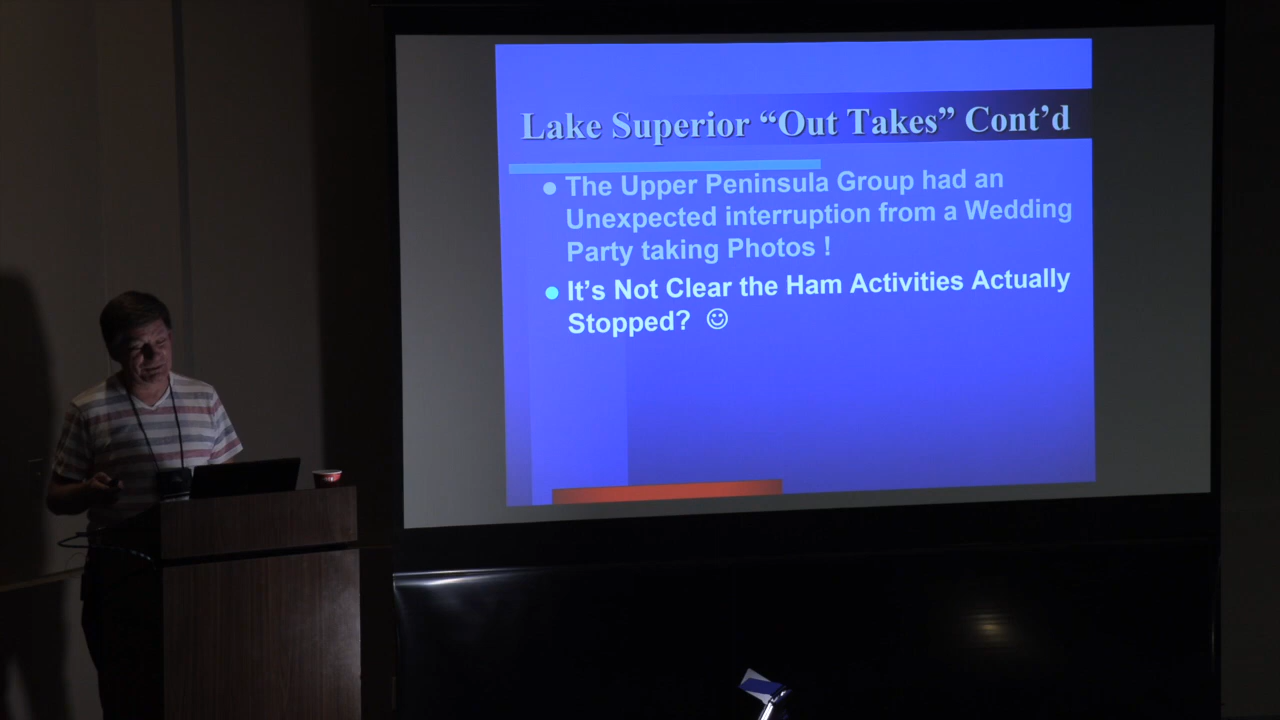 Lake Superior “Out Takes” Cont’d
● The Upper Peninsula Group had an
Unexpected interruption from a Wedding
Party taking Photos !
● It’s Not Clear the Ham Activities Actually
Stopped? ☺